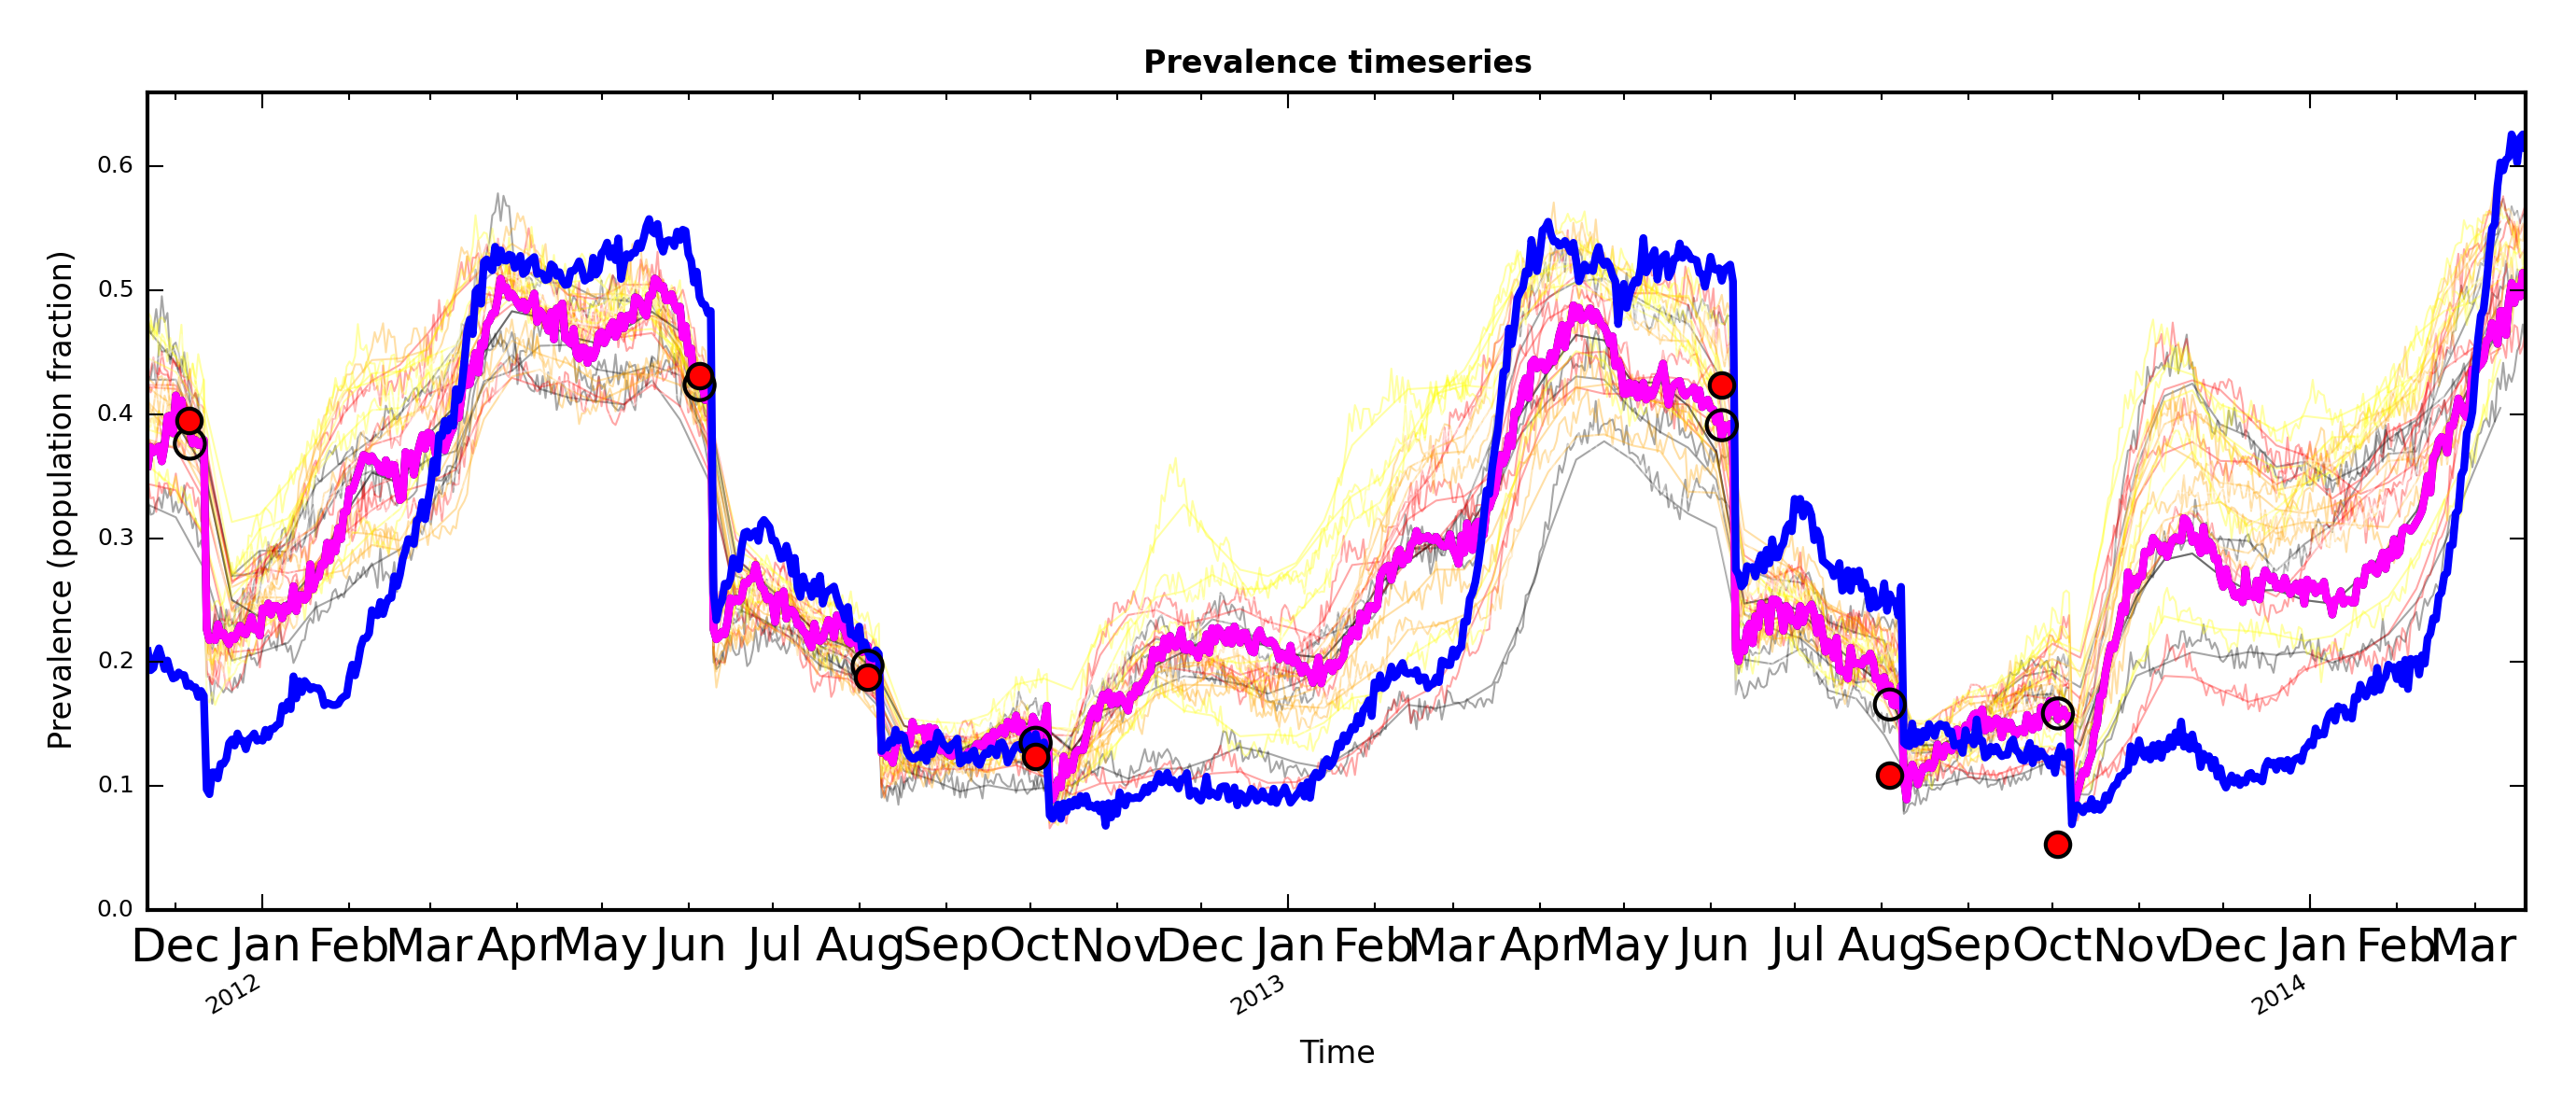 Prevalence timeseries
Prevalence (population fraction)
0.6
0.5
0.4
0.3
0.2
0.1
0.0
Dec Jan Feb Mar Apr May Jun Jul Aug Sep Oct Nov Dec Jan Feb Mar Apr May Jun Jul Aug Sep Oct Nov Dec Jan Feb Mar
2012 2013 2014
Time